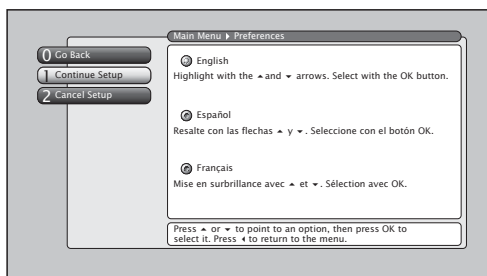 Main Menu ▶ Preferences
0 Go Back
1 Continue Setup
2 Cancel Setup
English
Highlight with the ▲ and ▼ arrows. Select with the OK button.
Español
Resalte con las flechas ▲ y ▼. Seleccione con el botón OK.
Français
Mise en surbrillance avec ▲ et ▼. Sélection avec OK.
Press ▲ or ▼ to point to an option, then press OK to
select it. Press ◀ to return to the menu.